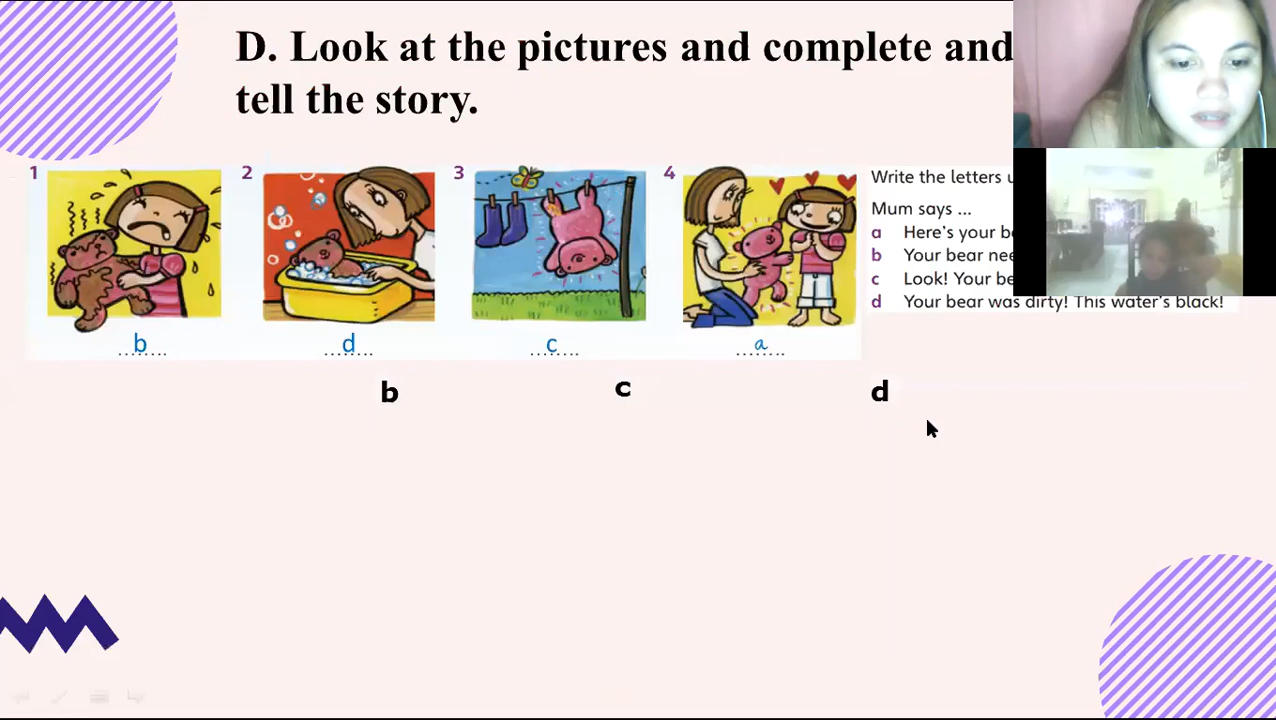 D. Look at the pictures and complete and
tell the story.
1 2 3 4
Write the letters
Mum says ...
a Here's your
b Your bear
c Look! Your
d Your bear was dirty! This water's black!
b d c a
b c d